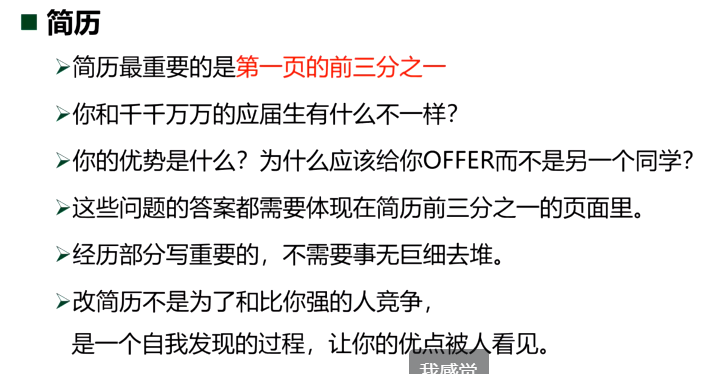 简历
简历最重要的是第一页的前三分之一
你和千千万万的应届生有什么不一样？
你的优势是什么？为什么应该给你OFFER而不是另一个同学？
这些问题的答案都需要体现在简历前三分之一的页面里。
经历部分写重要的，不需要事无巨细去堆。
改简历不是为了和比你强的人竞争，
是一个自我发现的过程，让你的优点被人看见。
我感觉